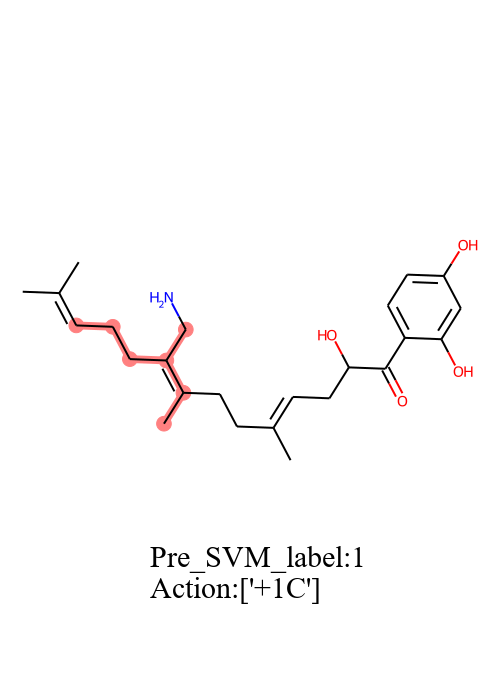 OH
H₂N
HO
OH
O
Pre_SVM_label:1
Action:['+1C']